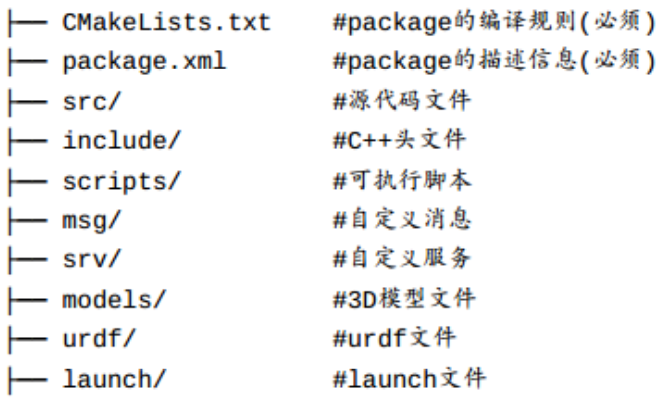 ├── CMakeLists.txt #package的编译规则(必须)
├── package.xml #package的描述信息(必须)
├── src/ #源代码文件
├── include/ #C++头文件
├── scripts/ #可执行脚本
├── msg/ #自定义消息
├── srv/ #自定义服务
├── models/ #3D模型文件
├── urdf/ #urdf文件
├── launch/ #launch文件